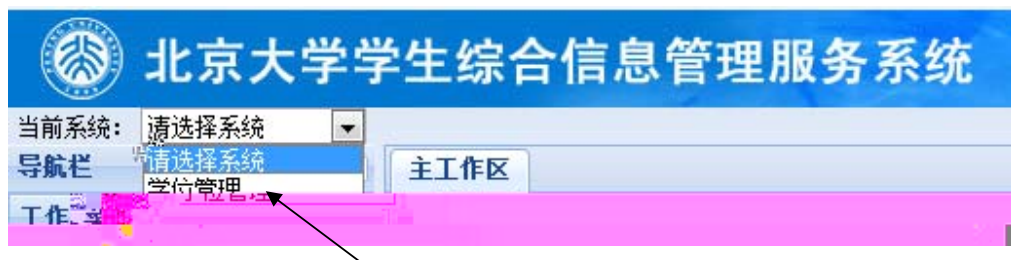 北京大学学生综合信息管理服务系统
当前系统: 请选择系统
导航栏 请选择系统 主工作区
学位管理
工作